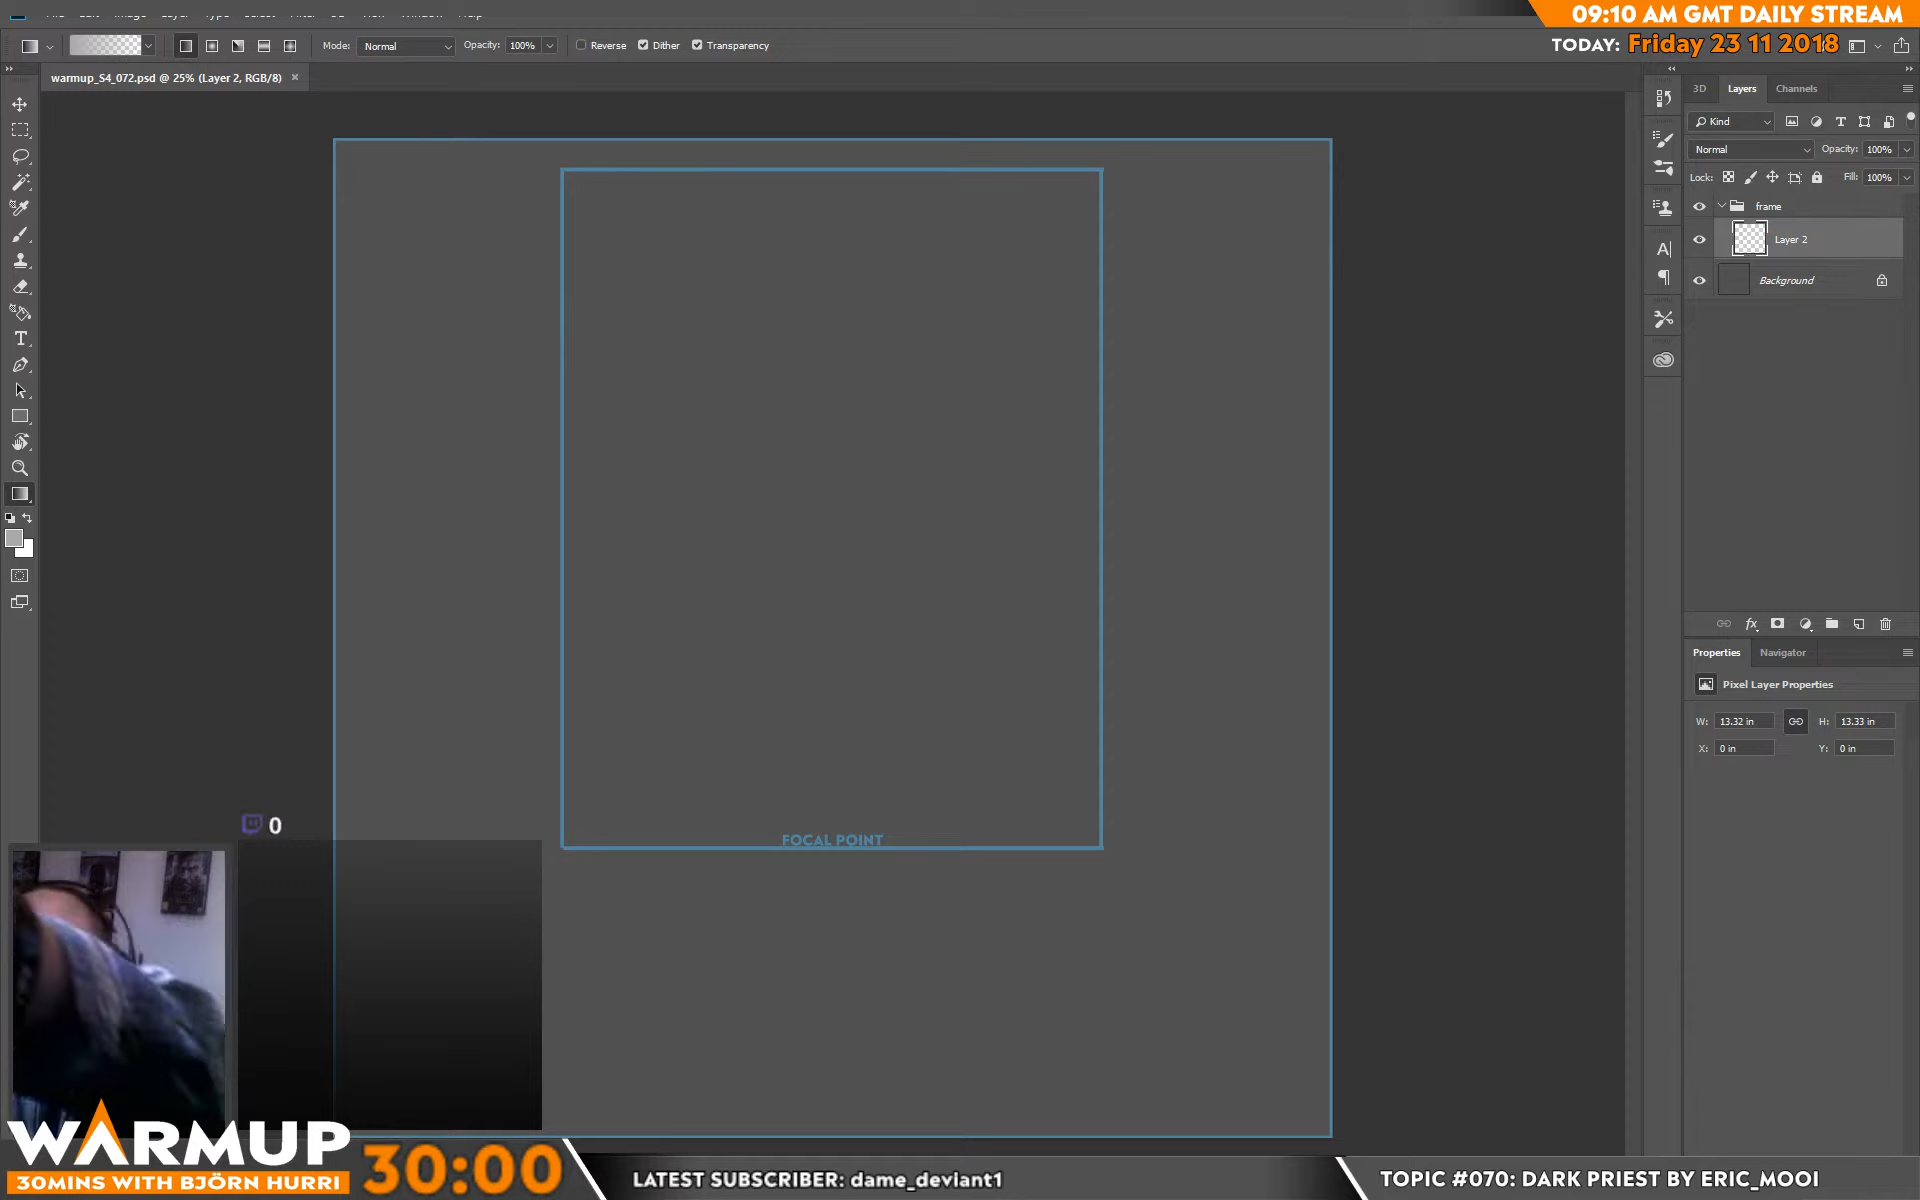 09:10 AM GMT DAILY STREAM
TODAY: Friday 23 11 2018
Mode: Normal Opacity: 100% Reverse Dither Transparency
warmup_S4_072.psd @ 25% (Layer 2, RGB/8)
3D Layers Channels
Kind
Normal Opacity: 100%
Lock: Fill: 100%
frame
Layer 2
Background
Properties Navigator
Pixel Layer Properties
W: 13.32 in H: 13.33 in
X: 0 in Y: 0 in
FOCAL POINT
0
WARMUP
30MINS WITH BJÖRN HURRI
30:00
LATEST SUBSCRIBER: dame_deviant1
TOPIC #070: DARK PRIEST BY ERIC_MOOI